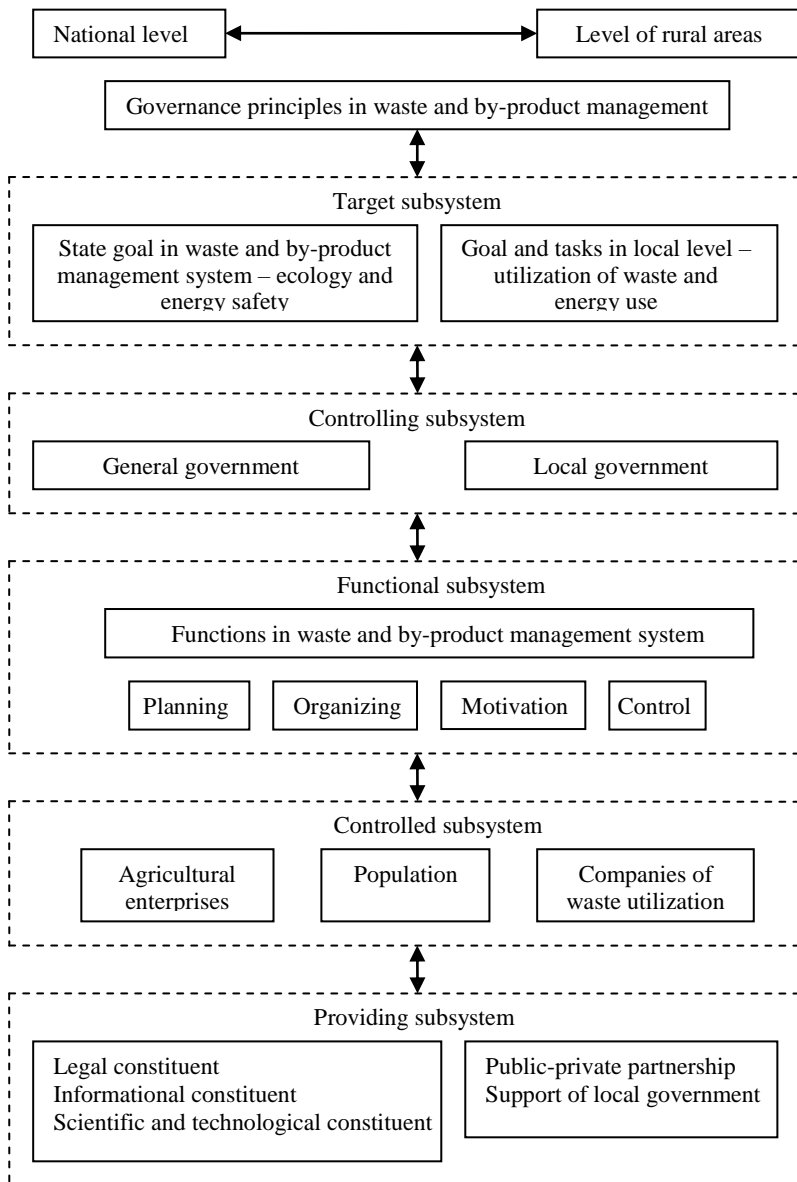 National level
Level of rural areas
Governance principles in waste and by-product management
Target subsystem
State goal in waste and by-product
management system – ecology and
energy safety
Goal and tasks in local level –
utilization of waste and
energy use
Controlling subsystem
General government
Local government
Functional subsystem
Functions in waste and by-product management system
Planning
Organizing
Motivation
Control
Controlled subsystem
Agricultural
enterprises
Population
Companies of
waste utilization
Providing subsystem
Legal constituent
Informational constituent
Scientific and technological constituent
Public-private partnership
Support of local government